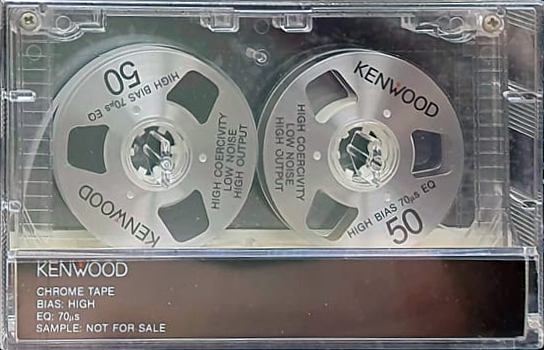 50
HIGH BIAS 70µs EQ
HIGH COERCIVITY
LOW NOISE
HIGH OUTPUT
KENWOOD
KENWOOD
HIGH COERCIVITY
LOW NOISE
HIGH OUTPUT
HIGH BIAS 70µs EQ
50
KENWOOD
CHROME TAPE
BIAS: HIGH
EQ: 70µs
SAMPLE: NOT FOR SALE